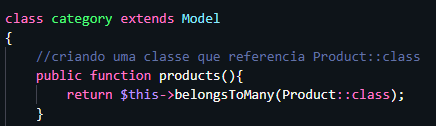 class category extends Model
{
//criando uma classe que referencia Product::class
public function products(){
return $this->belongsToMany(Product::class);
}